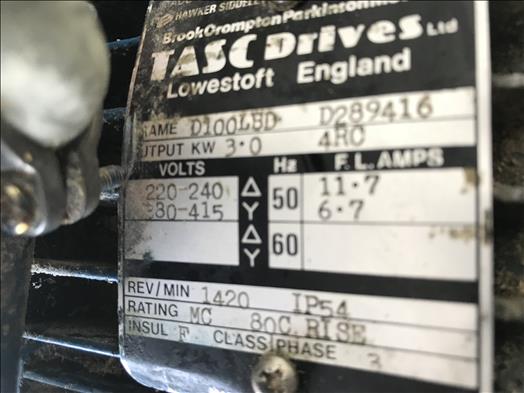 HAWKER SIDDELE
BrookCromptonParkinson
TASC Drives Ltd
Lowestoft England
AME D100LBD D289416
UTPUT KW 3.0 4RC
VOLTS Hz F.L.AMPS
220-240 Δ 50 11.7
380-415 Y 6.7
Δ 60
Y
REV/MIN 1420 IP54
RATING MC 80C.RISE
INSUL F CLASS PHASE 3